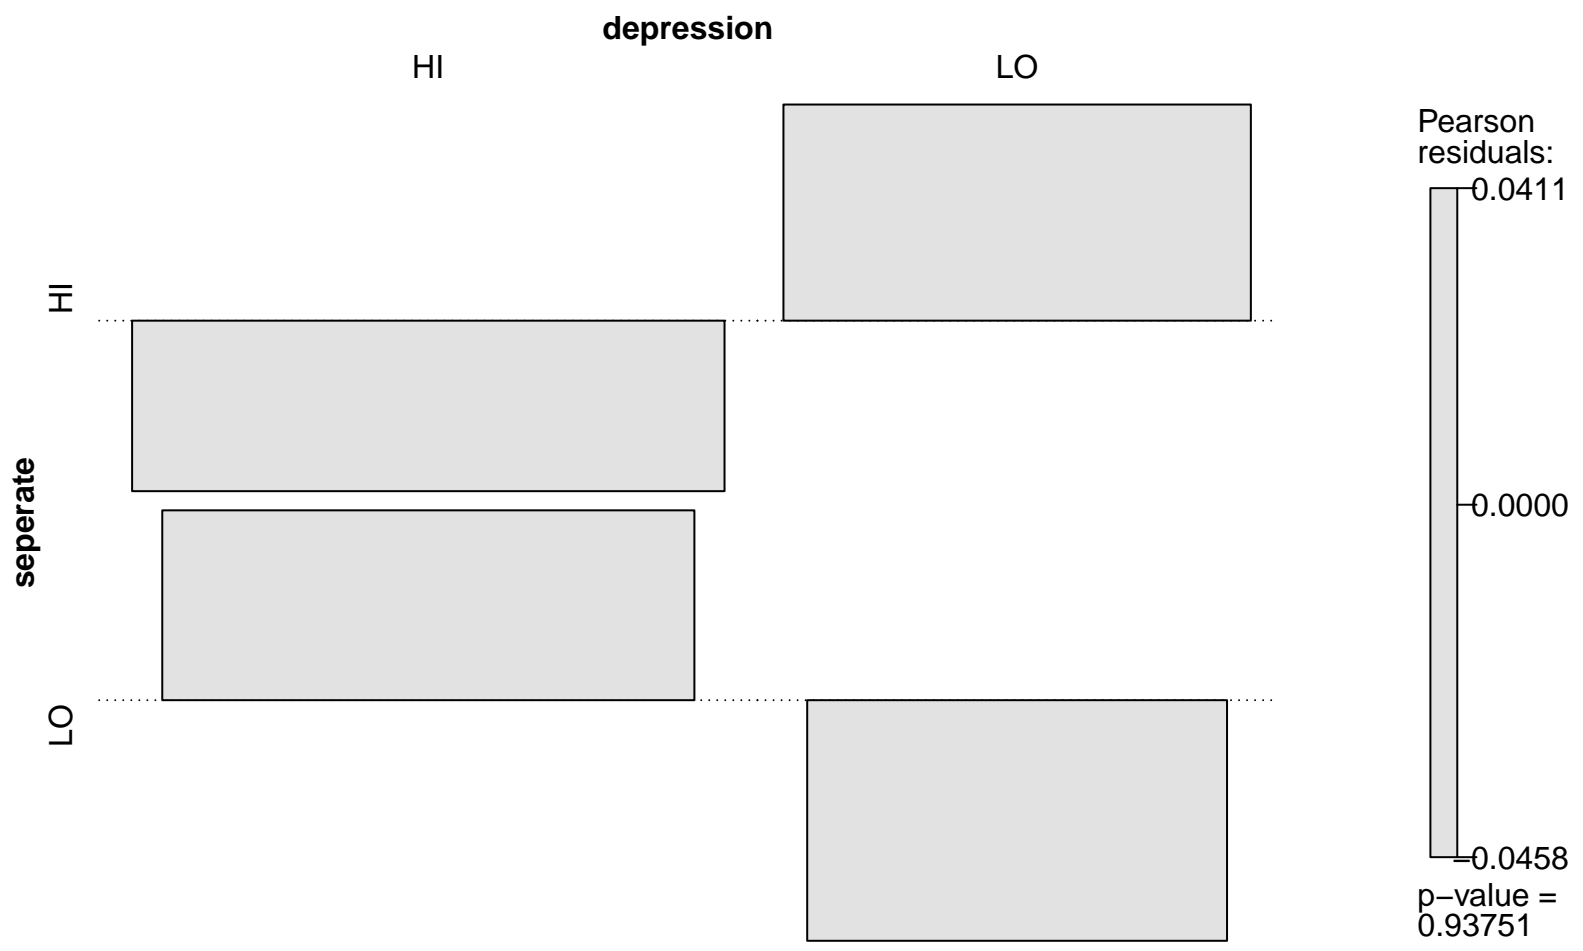 depression
HI LO
HI
LO
seperate
Pearson
residuals:
0.0411
0.0000
−0.0458
p−value =
0.93751